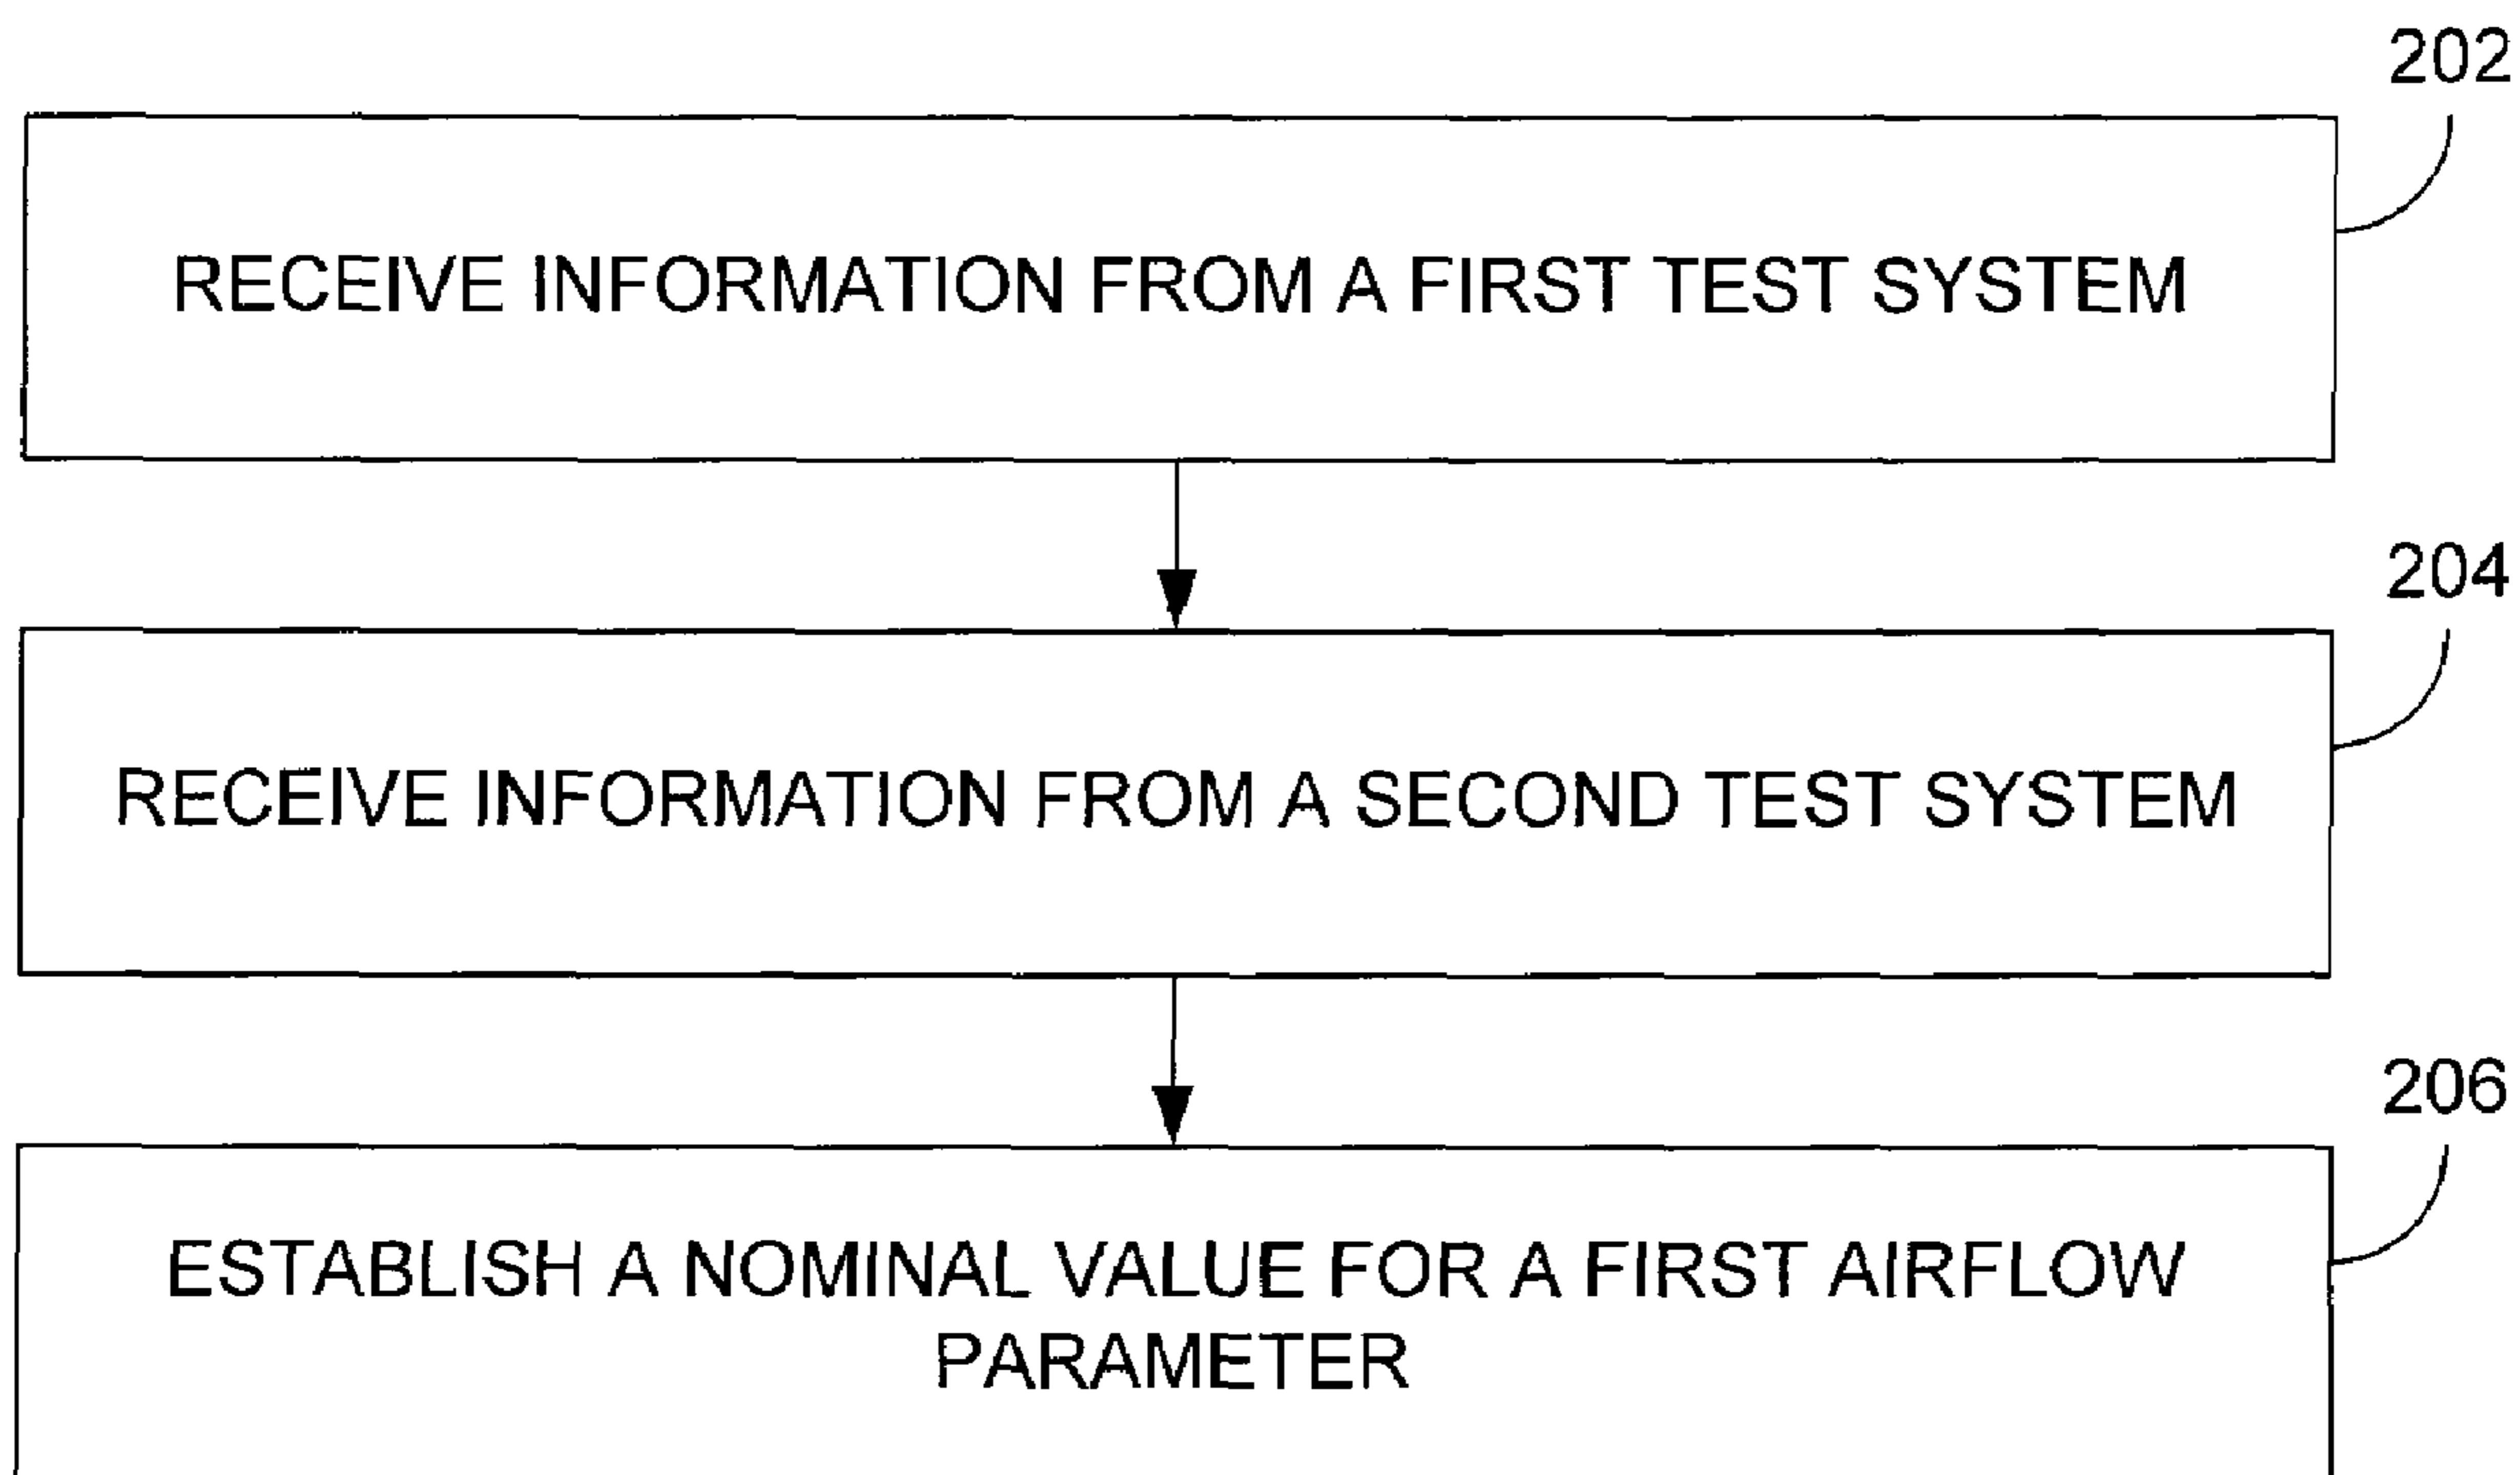 202
RECEIVE INFORMATION FROM A FIRST TEST SYSTEM
204
RECEIVE INFORMATION FROM A SECOND TEST SYSTEM
206
ESTABLISH A NOMINAL VALUE FOR A FIRST AIRFLOW
PARAMETER